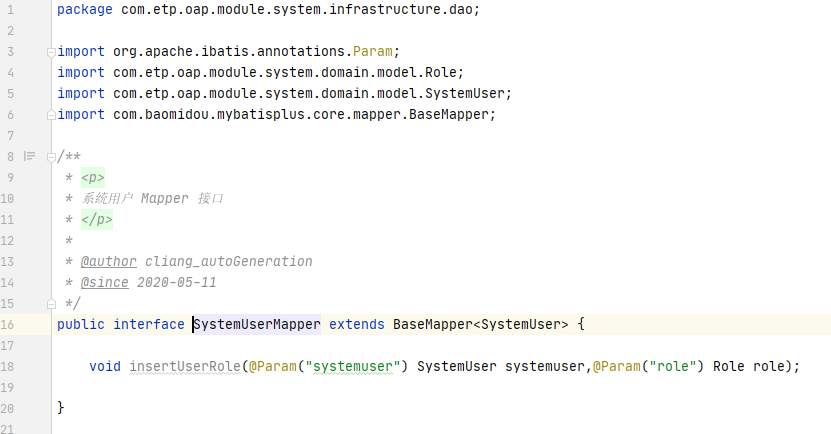 1 package com.etp.oap.module.system.infrastructure.dao;
2
3 import org.apache.ibatis.annotations.Param;
4 import com.etp.oap.module.system.domain.model.Role;
5 import com.etp.oap.module.system.domain.model.SystemUser;
6 import com.baomidou.mybatisplus.core.mapper.BaseMapper;
7
8 /**
9 * <p>
10 * 系统用户 Mapper 接口
11 * </p>
12 *
13 * @author cliang_autoGeneration
14 * @since 2020-05-11
15 */
16 public interface SystemUserMapper extends BaseMapper<SystemUser> {
17
18 void insertUserRole(@Param("systemuser") SystemUser systemuser,@Param("role") Role role);
19
20 }
21